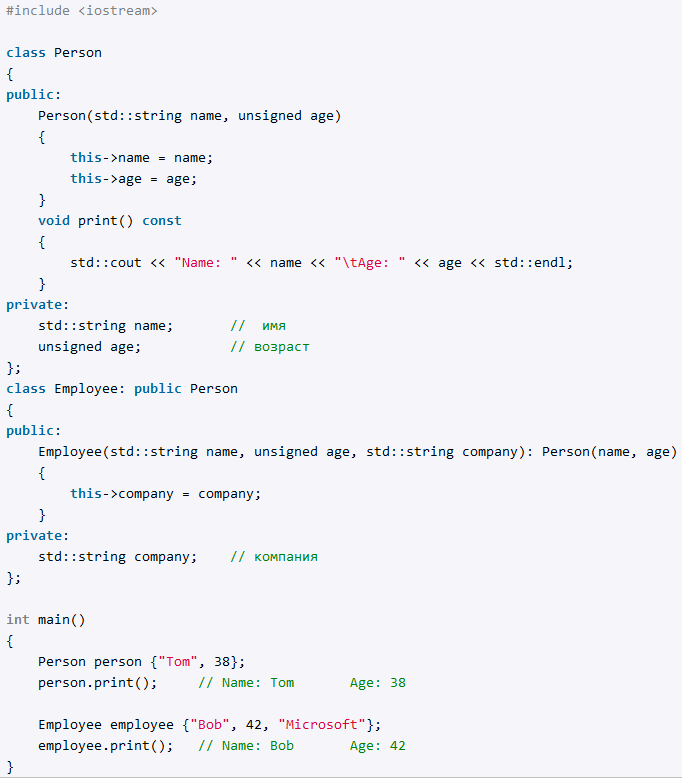 #include <iostream>

class Person
{
public:
    Person(std::string name, unsigned age)
    {
        this->name = name;
        this->age = age;
    }
    void print() const
    {
        std::cout << "Name: " << name << "\tAge: " << age << std::endl;
    }
private:
    std::string name;       //  имя
    unsigned age;           // возраст
};
class Employee: public Person
{
public:
    Employee(std::string name, unsigned age, std::string company): Person(name, age)
    {
        this->company = company;
    }
private:
    std::string company;    // компания
};

int main()
{
    Person person {"Tom", 38};
    person.print();     // Name: Tom       Age: 38

    Employee employee {"Bob", 42, "Microsoft"};
    employee.print();   // Name: Bob       Age: 42
}